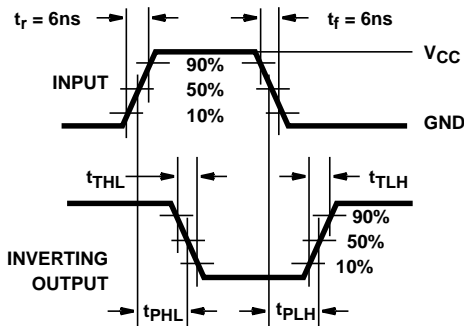 tr = 6ns
tf = 6ns
VCC
90%
INPUT
50%
10%
GND
tTHL
tTLH
90%
50%
INVERTING
OUTPUT
10%
tPHL
tPLH